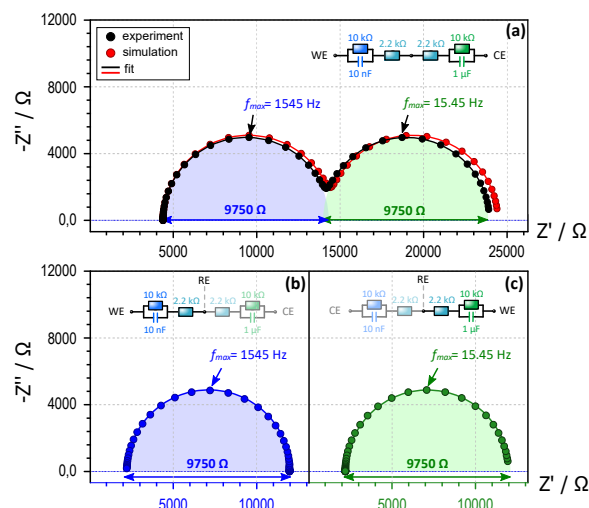 12000
8000
4000
0,0
-Z'' / Ω
experiment
simulation
fit
(a)
10 kΩ
2.2 kΩ
2.2 kΩ
10 kΩ
WE
CE
10 nF
1 µF
fmax= 1545 Hz
fmax= 15.45 Hz
9750 Ω
9750 Ω
5000
10000
15000
20000
25000
Z' / Ω
12000
8000
4000
0,0
-Z'' / Ω
(b)
RE
10 kΩ
2.2 kΩ
2.2 kΩ
10 kΩ
WE
CE
10 nF
1 µF
fmax= 1545 Hz
9750 Ω
5000
10000
(c)
RE
10 kΩ
2.2 kΩ
2.2 kΩ
10 kΩ
CE
WE
10 nF
1 µF
fmax= 15.45 Hz
9750 Ω
5000
10000
Z' / Ω